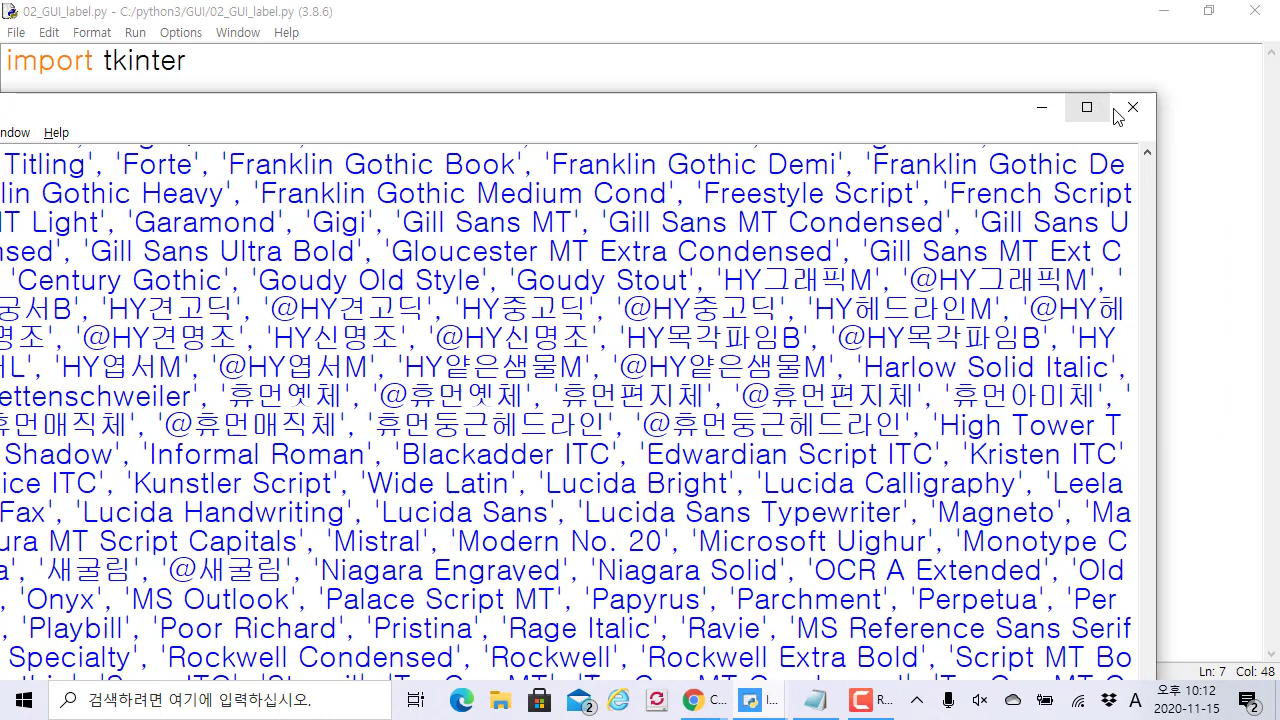 02_GUI_label.py - C:/python3/GUI/02_GUI_label.py (3.8.6)
File Edit Format Run Options Window Help
import tkinter
ndow Help
Titling', 'Forte', 'Franklin Gothic Book', 'Franklin Gothic Demi', 'Franklin Gothic De
lin Gothic Heavy', 'Franklin Gothic Medium Cond', 'Freestyle Script', 'French Script
MT Light', 'Garamond', 'Gigi', 'Gill Sans MT', 'Gill Sans MT Condensed', 'Gill Sans U
nsed', 'Gill Sans Ultra Bold', 'Gloucester MT Extra Condensed', 'Gill Sans MT Ext C
'Century Gothic', 'Goudy Old Style', 'Goudy Stout', 'HY그래픽M', '@HY그래픽M', '
궁서B', 'HY견고딕', '@HY견고딕', 'HY중고딕', '@HY중고딕', 'HY헤드라인M', '@HY헤
명조', '@HY견명조', 'HY신명조', '@HY신명조', 'HY목각파임B', '@HY목각파임B', 'HY
L', 'HY엽서M', '@HY엽서M', 'HY얕은샘물M', '@HY얕은샘물M', 'Harlow Solid Italic',
ettenschweiler', '휴먼옛체', '@휴먼옛체', '휴먼편지체', '@휴먼편지체', '휴먼아미체', '
휴먼매직체', '@휴먼매직체', '휴먼둥근헤드라인', '@휴먼둥근헤드라인', 'High Tower T
Shadow', 'Informal Roman', 'Blackadder ITC', 'Edwardian Script ITC', 'Kristen ITC'
ice ITC', 'Kunstler Script', 'Wide Latin', 'Lucida Bright', 'Lucida Calligraphy', 'Leela
Fax', 'Lucida Handwriting', 'Lucida Sans', 'Lucida Sans Typewriter', 'Magneto', 'Ma
ura MT Script Capitals', 'Mistral', 'Modern No. 20', 'Microsoft Uighur', 'Monotype C
a', '새굴림', '@새굴림', 'Niagara Engraved', 'Niagara Solid', 'OCR A Extended', 'Old
, 'Onyx', 'MS Outlook', 'Palace Script MT', 'Papyrus', 'Parchment', 'Perpetua', 'Per
, 'Playbill', 'Poor Richard', 'Pristina', 'Rage Italic', 'Ravie', 'MS Reference Sans Serif
Specialty', 'Rockwell Condensed', 'Rockwell', 'Rockwell Extra Bold', 'Script MT Bo
Ln: 7 Col: 48
검색하려면 여기에 입력하십시오.
2
C...
I...
R...
A
오후 10:12
2020-11-15
2